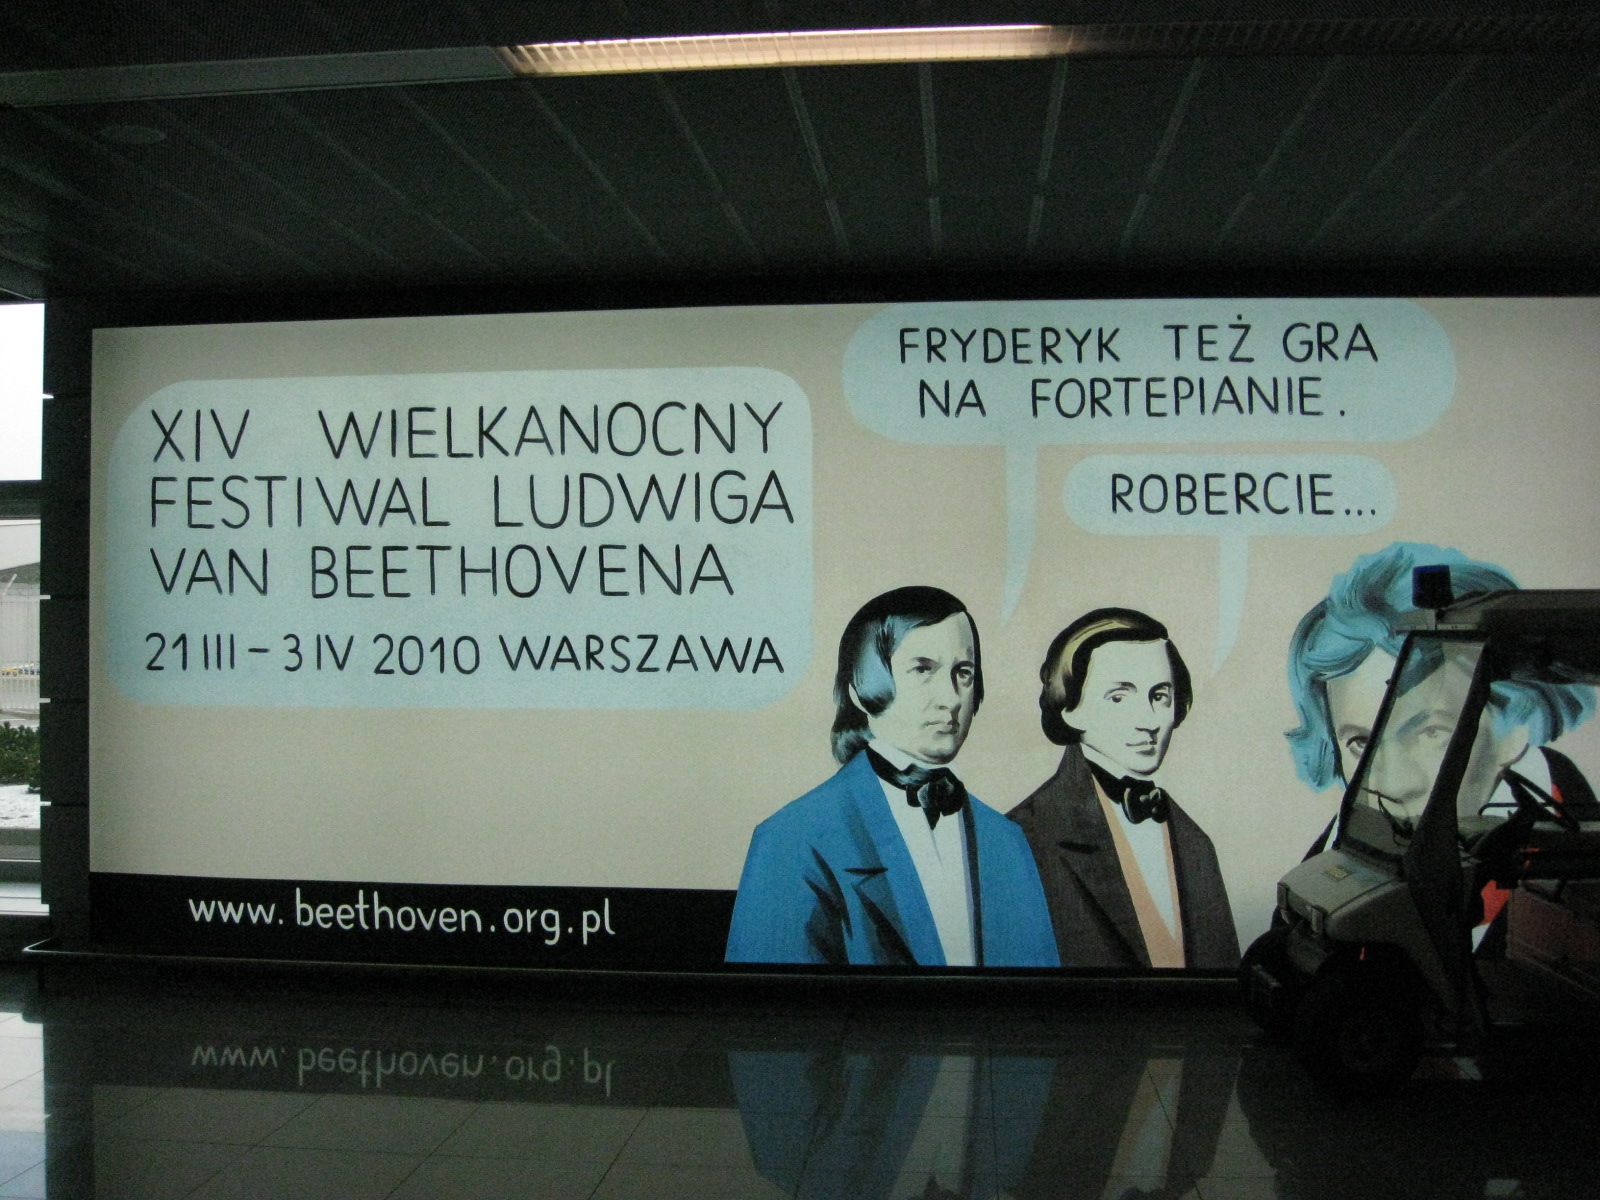 XIV WIELKANOCNY
FESTIWAL LUDWIGA
VAN BEETHOVENA
21 III – 3 IV 2010 WARSZAWA
FRYDERYK TEŻ GRA
NA FORTEPIANIE.
ROBERCIE...
www.beethoven.org.pl